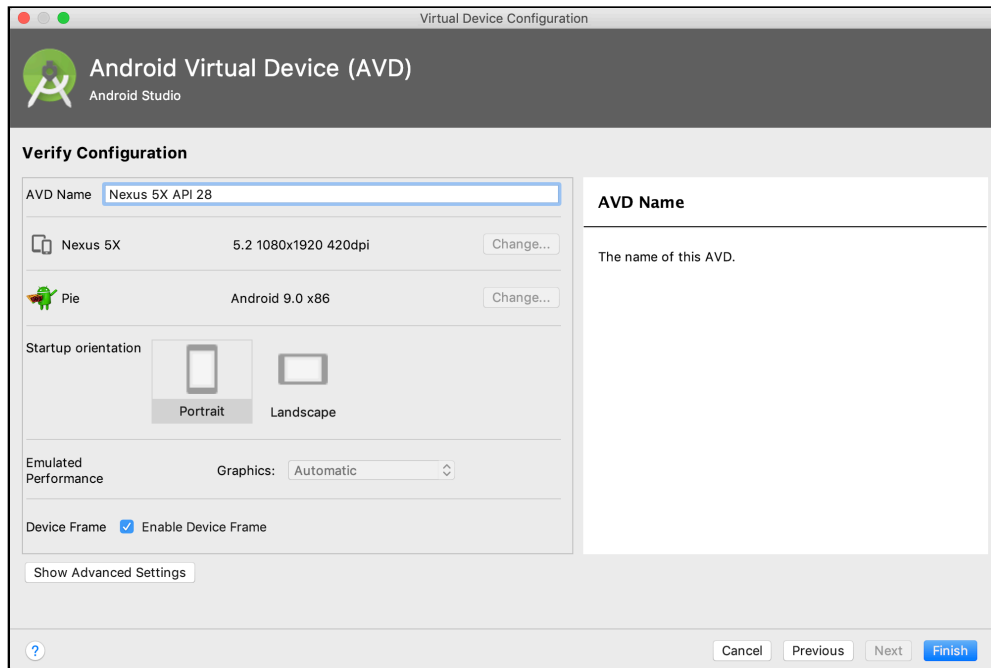 Virtual Device Configuration
Android Virtual Device (AVD)
Android Studio
Verify Configuration
AVD Name Nexus 5X API 28
Nexus 5X 5.2 1080x1920 420dpi Change...
Pie Android 9.0 x86 Change...
Startup orientation
Portrait Landscape
Emulated
Performance
Graphics: Automatic
Device Frame Enable Device Frame
Show Advanced Settings
AVD Name
The name of this AVD.
? Cancel Previous Next Finish